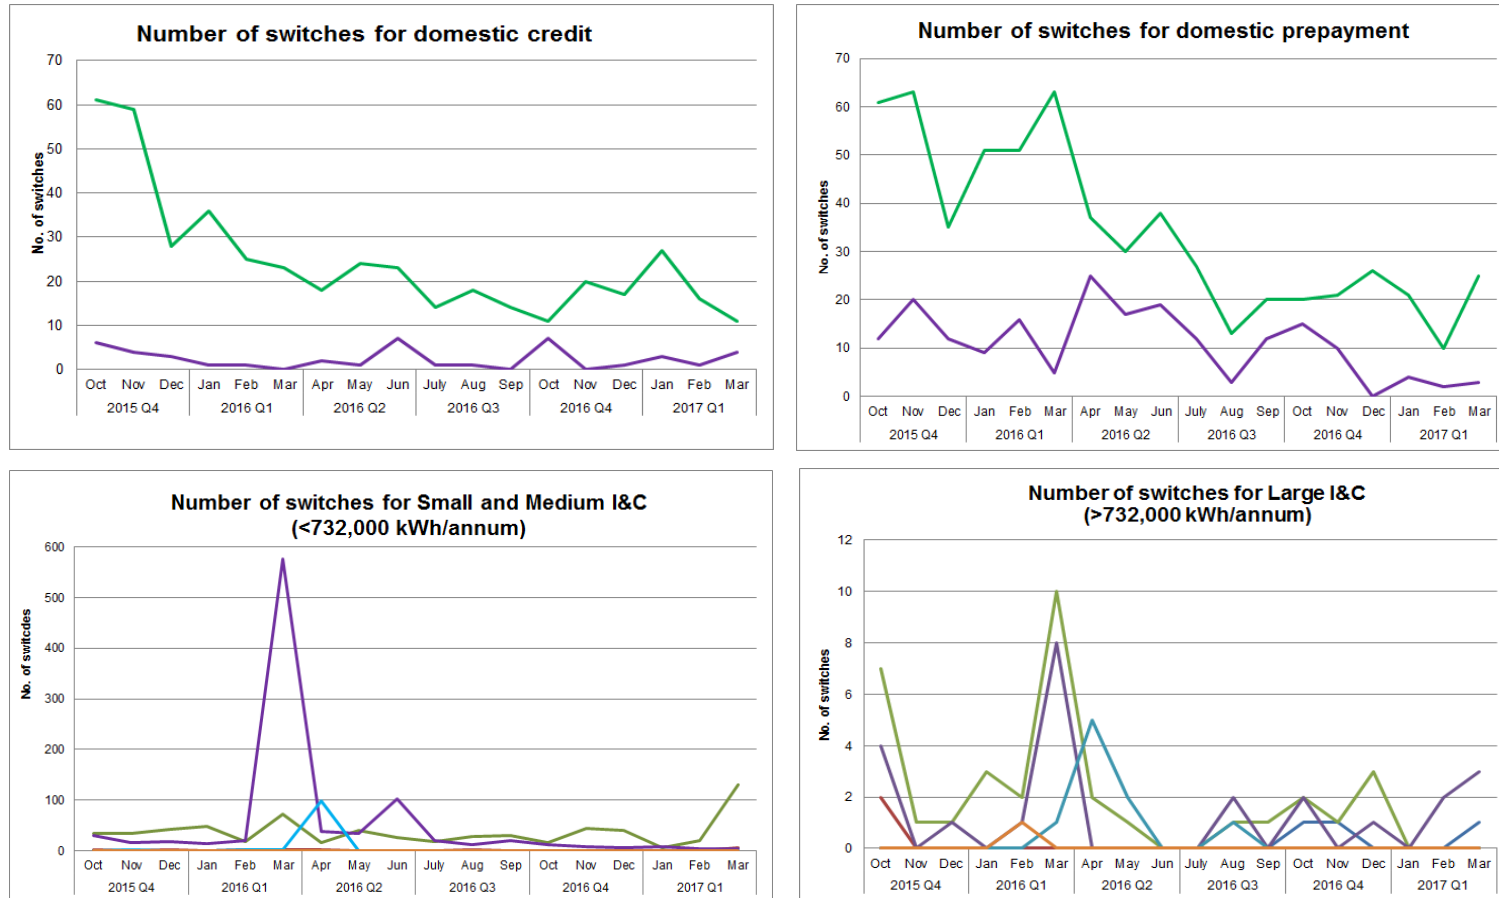 Number of switches for domestic credit
70
60
50
40
30
20
10
0
No. of switches
Oct Nov Dec Jan Feb Mar Apr May Jun July Aug Sep Oct Nov Dec Jan Feb Mar
2015 Q4 2016 Q1 2016 Q2 2016 Q3 2016 Q4 2017 Q1
Number of switches for domestic prepayment
70
60
50
40
30
20
10
0
No. of switches
Oct Nov Dec Jan Feb Mar Apr May Jun July Aug Sep Oct Nov Dec Jan Feb Mar
2015 Q4 2016 Q1 2016 Q2 2016 Q3 2016 Q4 2017 Q1
Number of switches for Small and Medium I&C
(<732,000 kWh/annum)
600
500
400
300
200
100
0
No. of switcdes
Oct Nov Dec Jan Feb Mar Apr May Jun July Aug Sep Oct Nov Dec Jan Feb Mar
2015 Q4 2016 Q1 2016 Q2 2016 Q3 2016 Q4 2017 Q1
Number of switches for Large I&C
(>732,000 kWh/annum)
12
10
8
6
4
2
0
No. of switches
Oct Nov Dec Jan Feb Mar Apr May Jun July Aug Sep Oct Nov Dec Jan Feb Mar
2015 Q4 2016 Q1 2016 Q2 2016 Q3 2016 Q4 2017 Q1